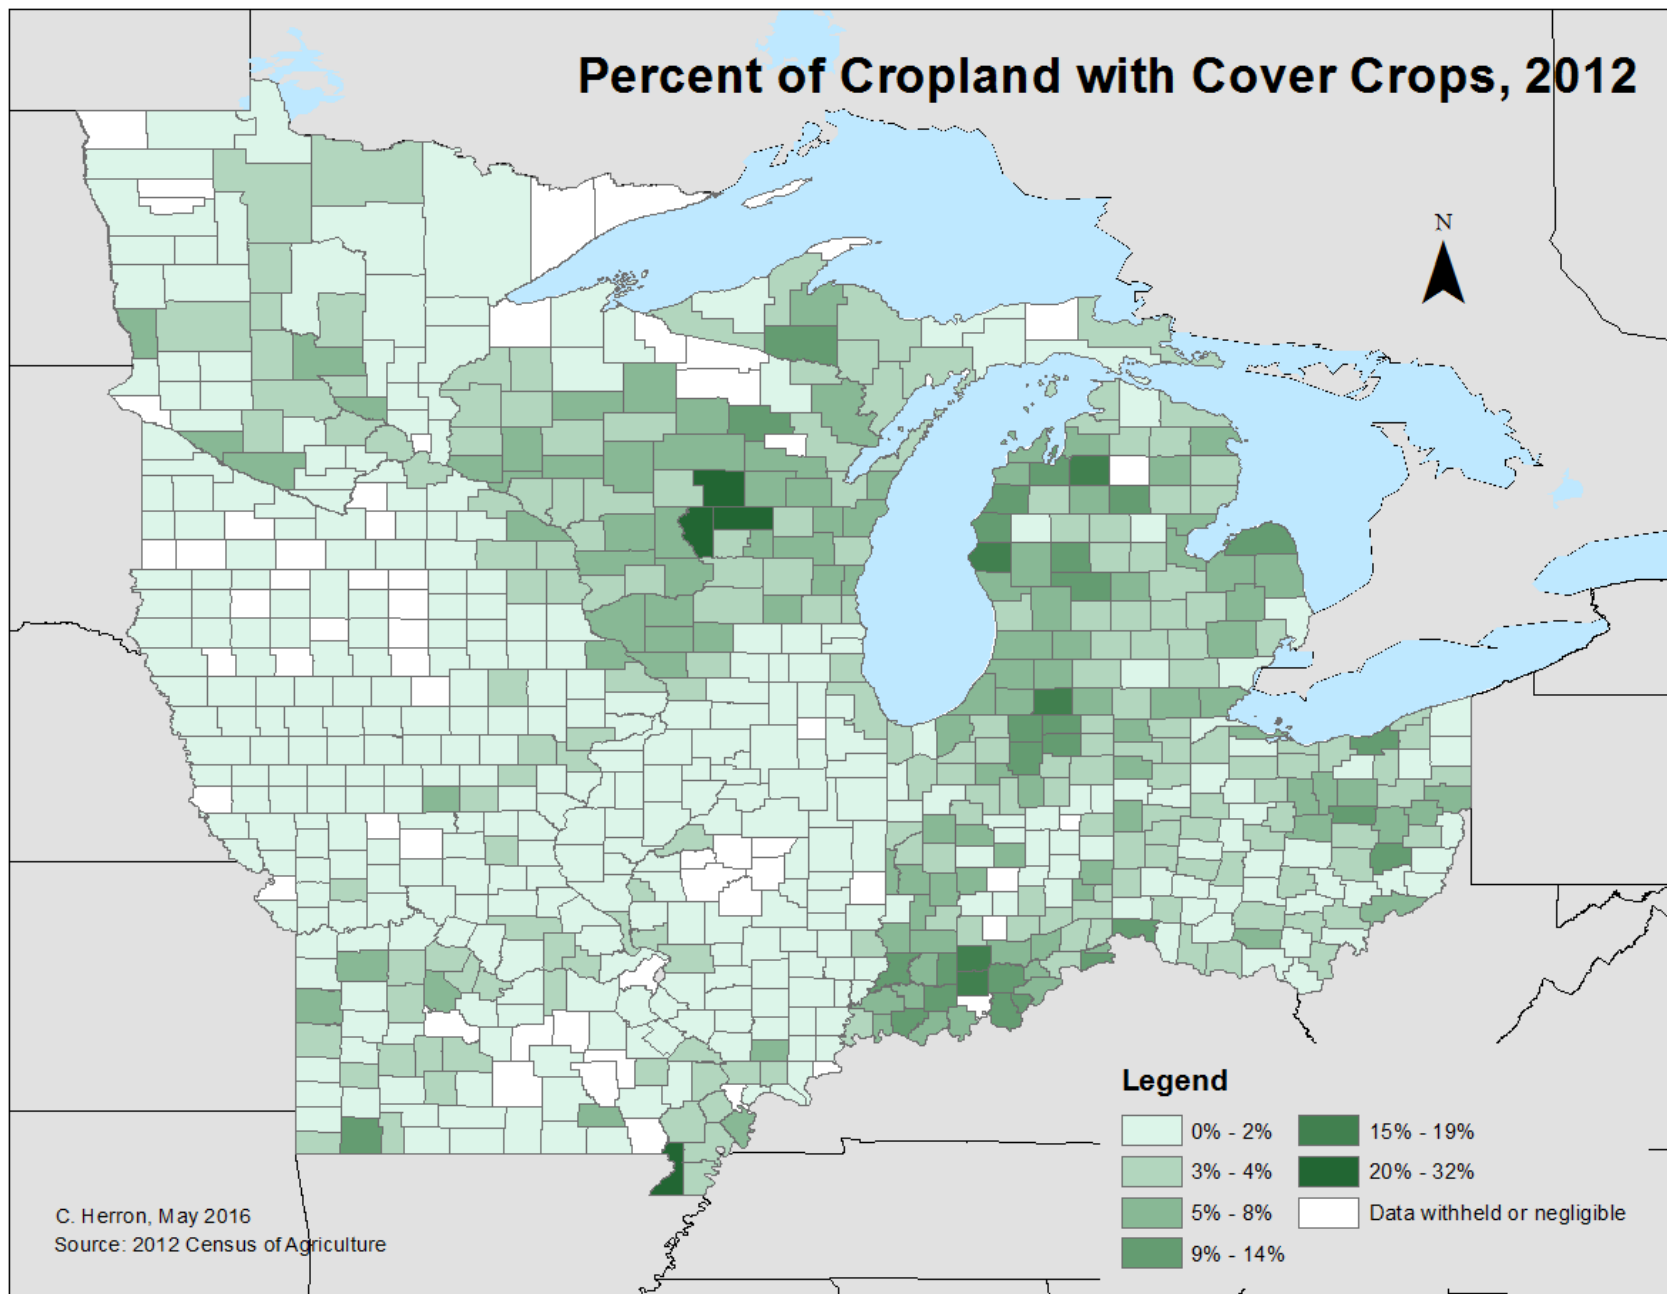 Percent of Cropland with Cover Crops, 2012
N
Legend
0% - 2%
3% - 4%
5% - 8%
9% - 14%
15% - 19%
20% - 32%
Data withheld or negligible
C. Herron, May 2016
Source: 2012 Census of Agriculture